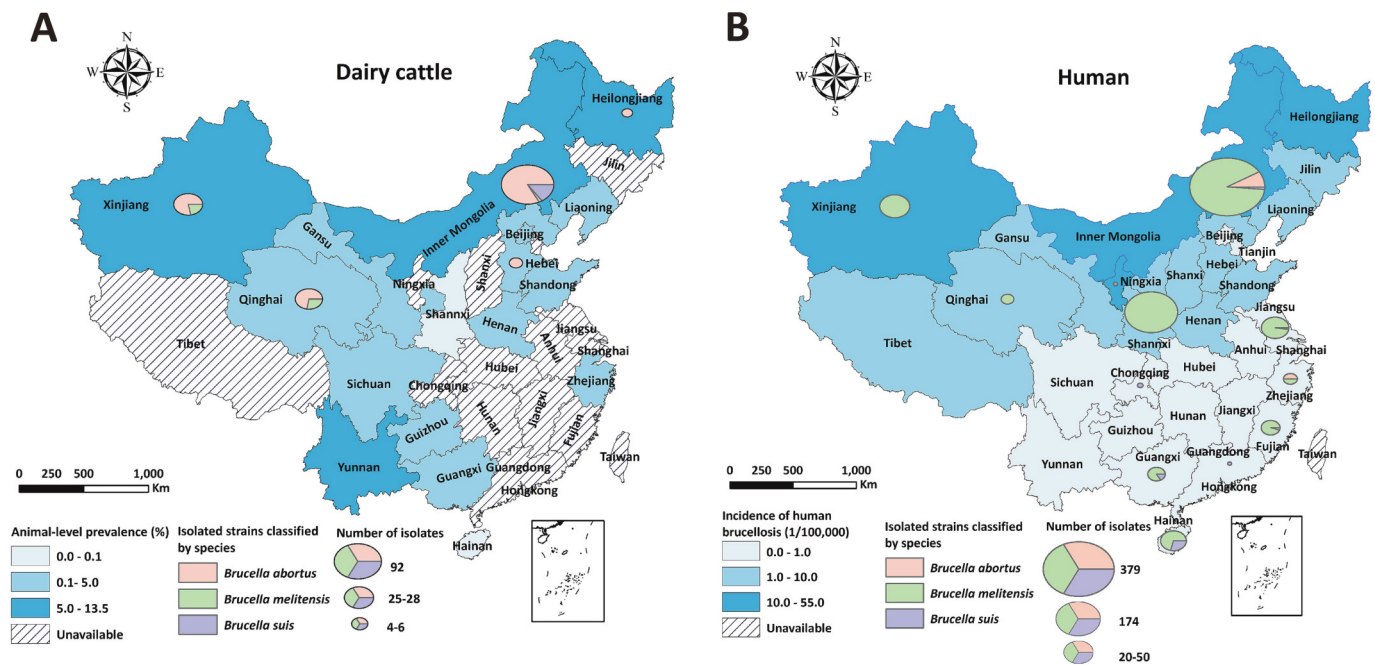 A
N
W E
S
Dairy cattle
Heilongjiang
Jilin
Xinjiang
Inner Mongolia
Liaoning
Gansu
Beijing
Hebei
Ningxia
Shanxi
Shandong
Qinghai
Shannxi
Henan
Jiangsu
Tibet
Anhui
Shanghai
Hubei
Sichuan
Chongqing
Zhejiang
Hunan
Jiangxi
Guizhou
Fujian
Yunnan
Guangxi
Guangdong
Taiwan
Hongkong
Hainan
0 250 500 1,000
Km
Animal-level prevalence (%)
0.0 - 0.1
0.1- 5.0
5.0 - 13.5
Unavailable
Isolated strains classified
by species
Brucella abortus
Brucella melitensis
Brucella suis
Number of isolates
92
25-28
4-6
B
N
W E
S
Human
Heilongjiang
Jilin
Xinjiang
Liaoning
Inner Mongolia
Gansu
Beijing
Tianjin
Hebei
Ningxia
Shanxi
Shandong
Qinghai
Jiangsu
Henan
Tibet
Shannxi
Anhui
Shanghai
Chongqing
Hubei
Sichuan
Zhejiang
Hunan
Jiangxi
Guizhou
Fujian
Guangdong
Guangxi
Yunnan
Taiwan
Hongkong
Hainan
0 250 500 1,000
Km
Incidence of human
brucellosis (1/100,000)
0.0 - 1.0
1.0 - 10.0
10.0 - 55.0
Unavailable
Isolated strains classified
by species
Brucella abortus
Brucella melitensis
Brucella suis
Number of isolates
379
174
20-50